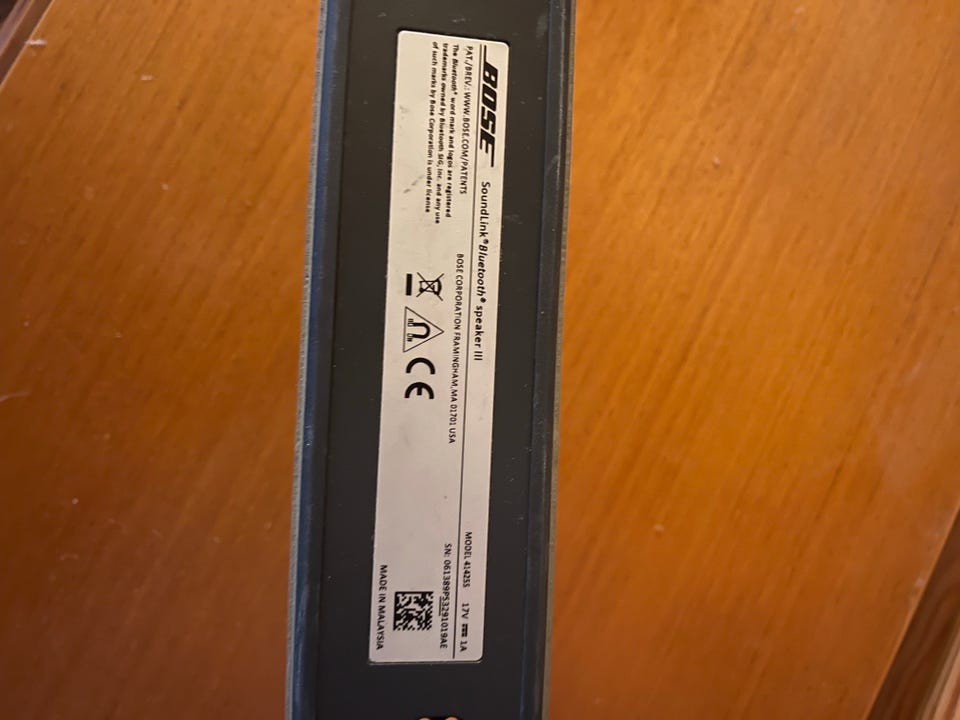 BOSE SoundLink® Bluetooth® speaker III
MODEL 414255 17V 1A
PAT./BREV.: WWW.BOSE.COM/PATENTS
BOSE CORPORATION FRAMINGHAM,MA 01701 USA
SN: 061389P53291019AE
The Bluetooth® word mark and logos are registered
trademarks owned by Bluetooth SIG, Inc. and any use
of such marks by Bose Corporation is under license
CE
MADE IN MALAYSIA